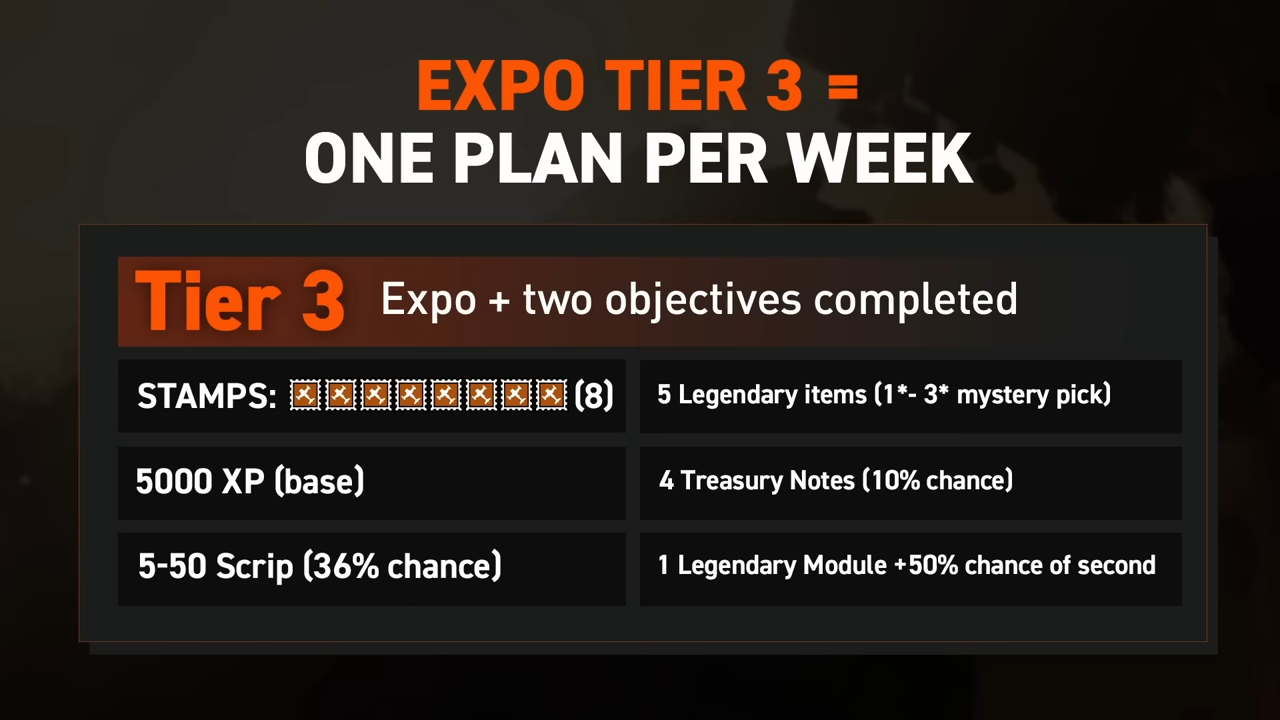 EXPO TIER 3 =
ONE PLAN PER WEEK
Tier 3 Expo + two objectives completed
STAMPS: (8)
5 Legendary items (1*- 3* mystery pick)
5000 XP (base)
4 Treasury Notes (10% chance)
5-50 Scrip (36% chance)
1 Legendary Module +50% chance of second